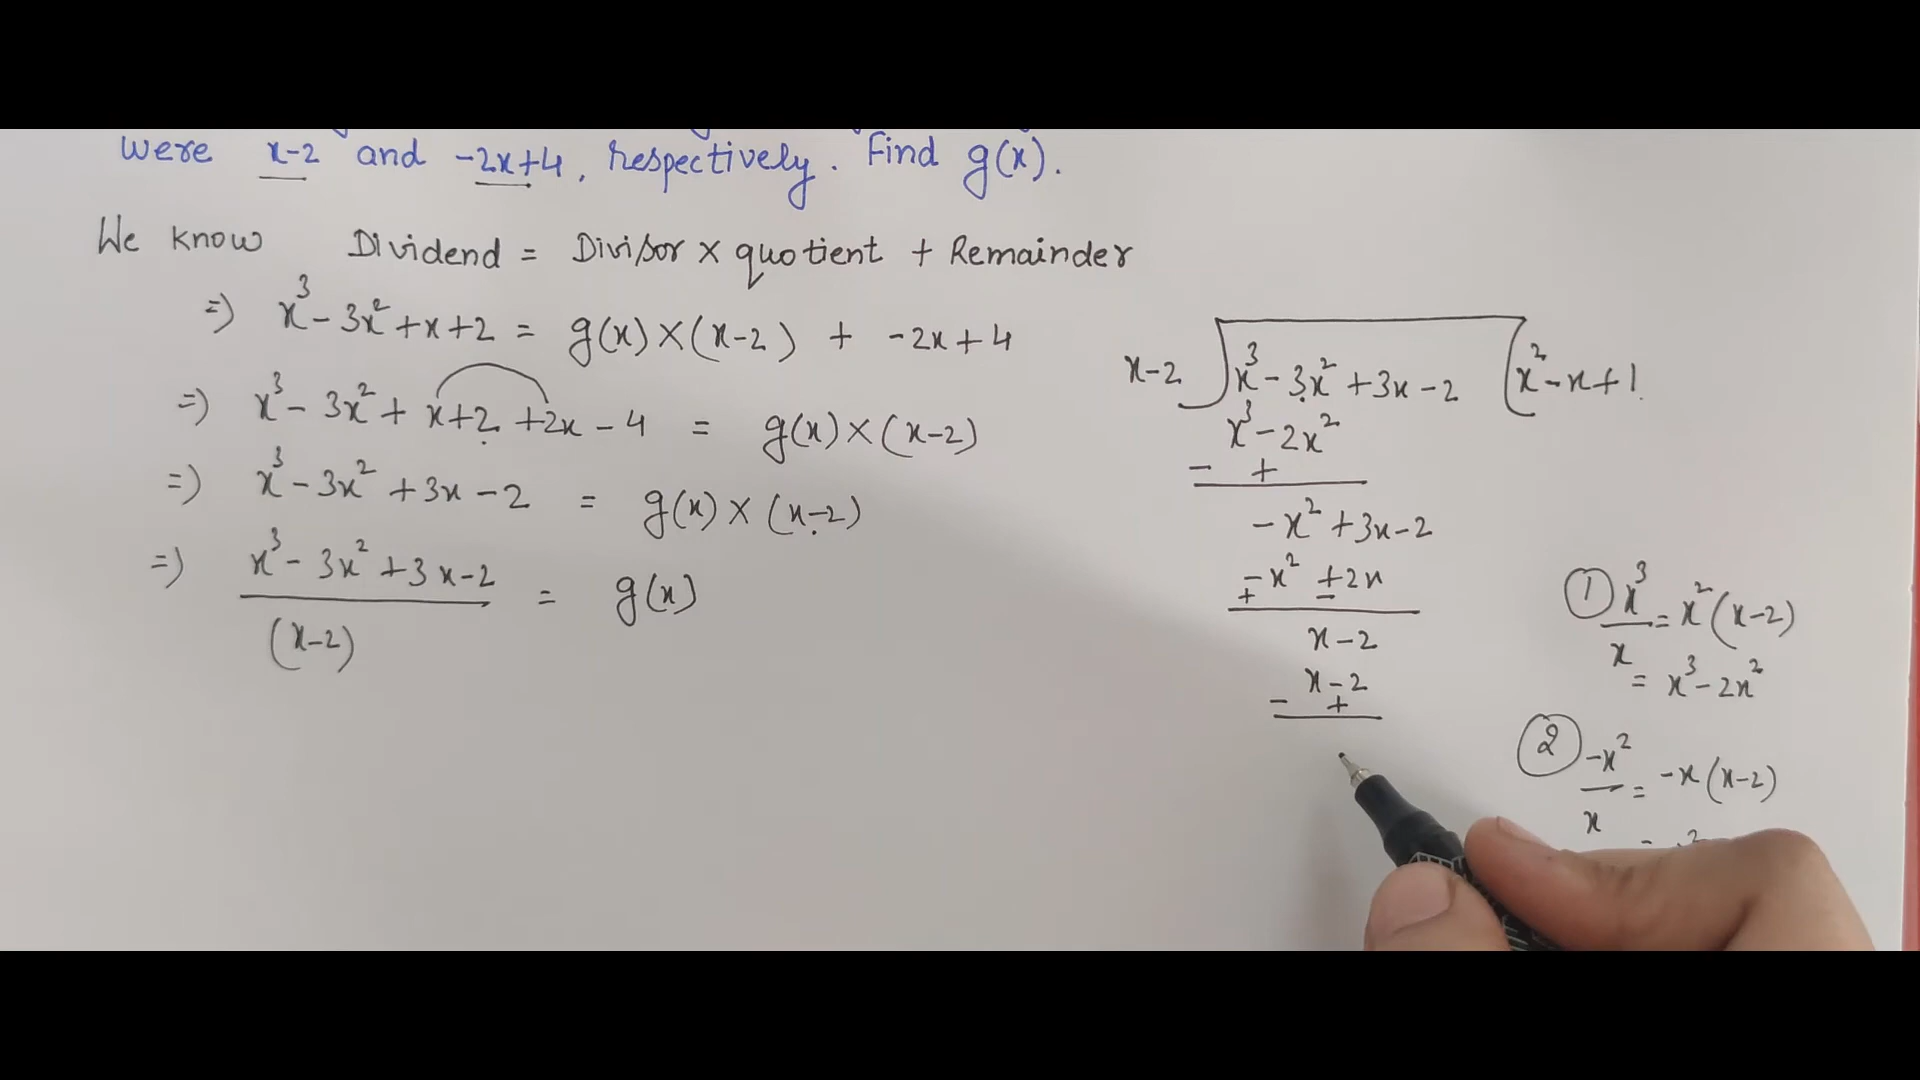 were x-2 and -2x+4, respectively. Find g(x).
We know Dividend = Divisor × quotient + Remainder
=) x³ - 3x² + x + 2 = g(x) × (x-2) + -2x + 4
=) x³ - 3x² + x+2 +2x - 4 = g(x) × (x-2)
=) x³ - 3x² + 3x - 2 = g(x) × (x-2)
=) x³ - 3x² + 3x - 2 = g(x)
(x-2)
x-2 x³ - 3x² + 3x - 2 x² - x + 1
x³ - 2x²
- +
-x² + 3x - 2
-x² + 2x
+ -
x - 2
x - 2
- +
1 x³ = x² (x-2)
x
= x³ - 2x²
2 -x² = -x (x-2)
x